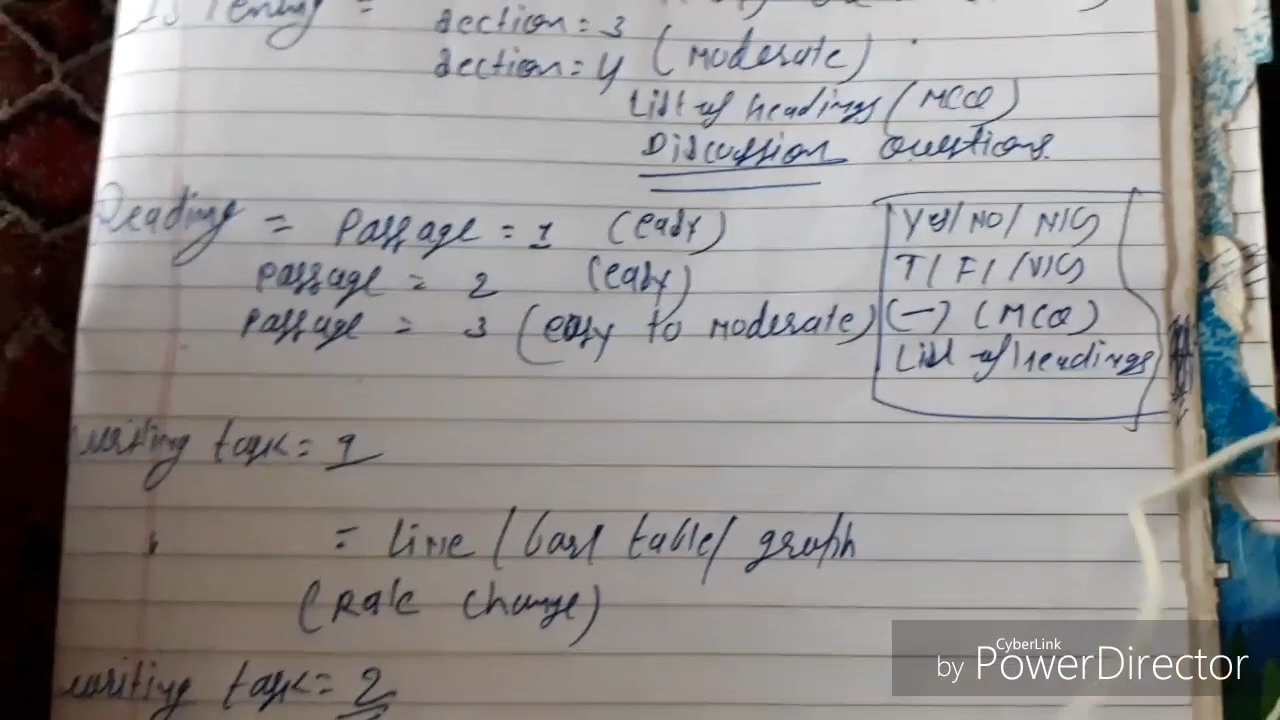 Section = 3
Section = 4 (Moderate)
List of headings (MCQ)
Discussion Questions.
Reading = Passage = 1 (easy)
Passage = 2 (easy)
Passage = 3 (easy to moderate)
Yes/ NO/ N/G
T/ F/ N/G
(—) (MCQ)
List of headings
Writing task = 1
= Line / bar/ table/ graph
(Rate change)
Writing task = 2
CyberLink
by PowerDirector